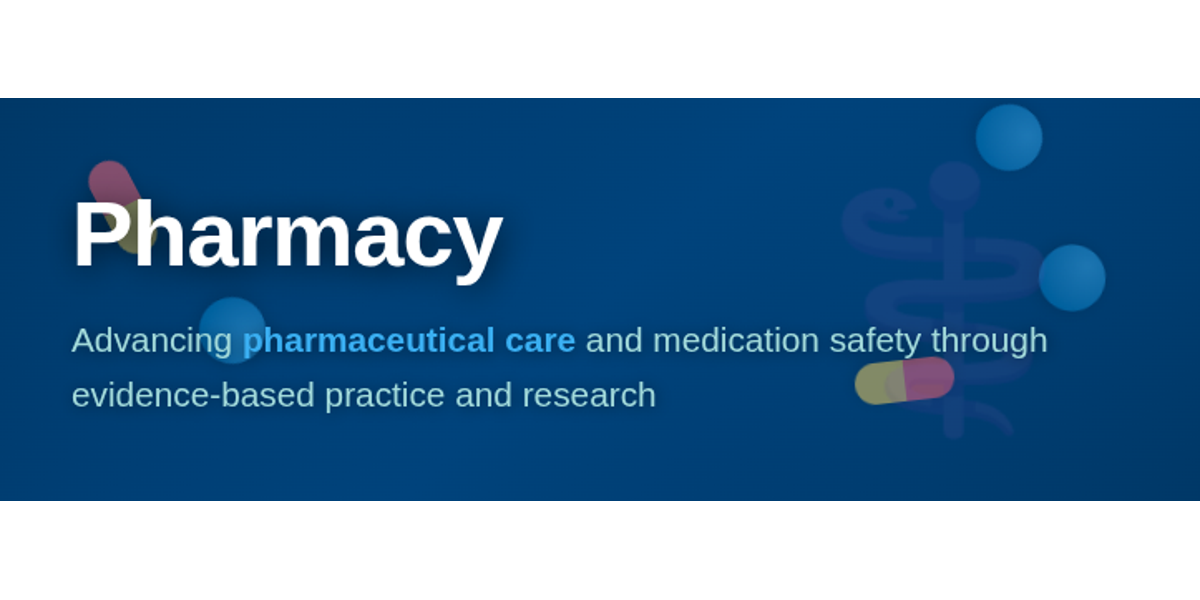 Pharmacy
Advancing pharmaceutical care and medication safety through
evidence-based practice and research